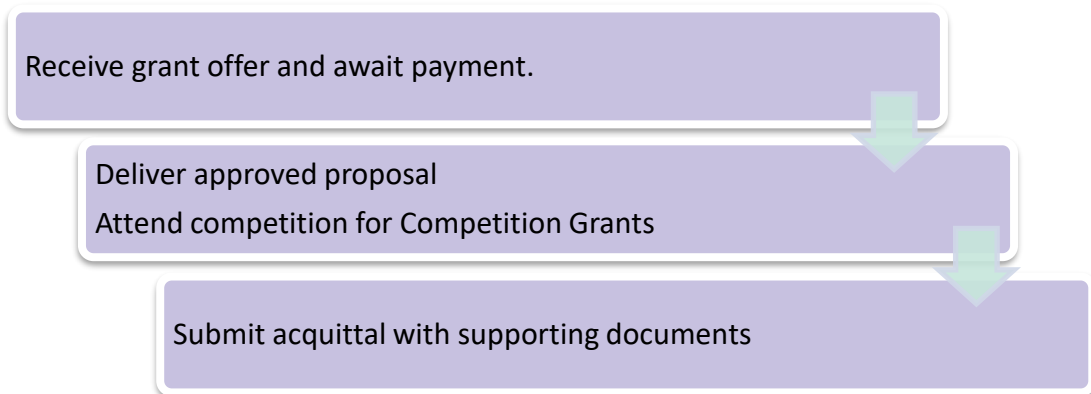 Receive grant offer and await payment.
Deliver approved proposal
Attend competition for Competition Grants
Submit acquittal with supporting documents